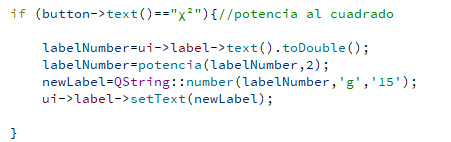 if (button->text()=="χ²"){//potencia al cuadrado
labelNumber=ui->label->text().toDouble();
labelNumber=potencia(labelNumber,2);
newLabel=QString::number(labelNumber,'g','15');
ui->label->setText(newLabel);
}